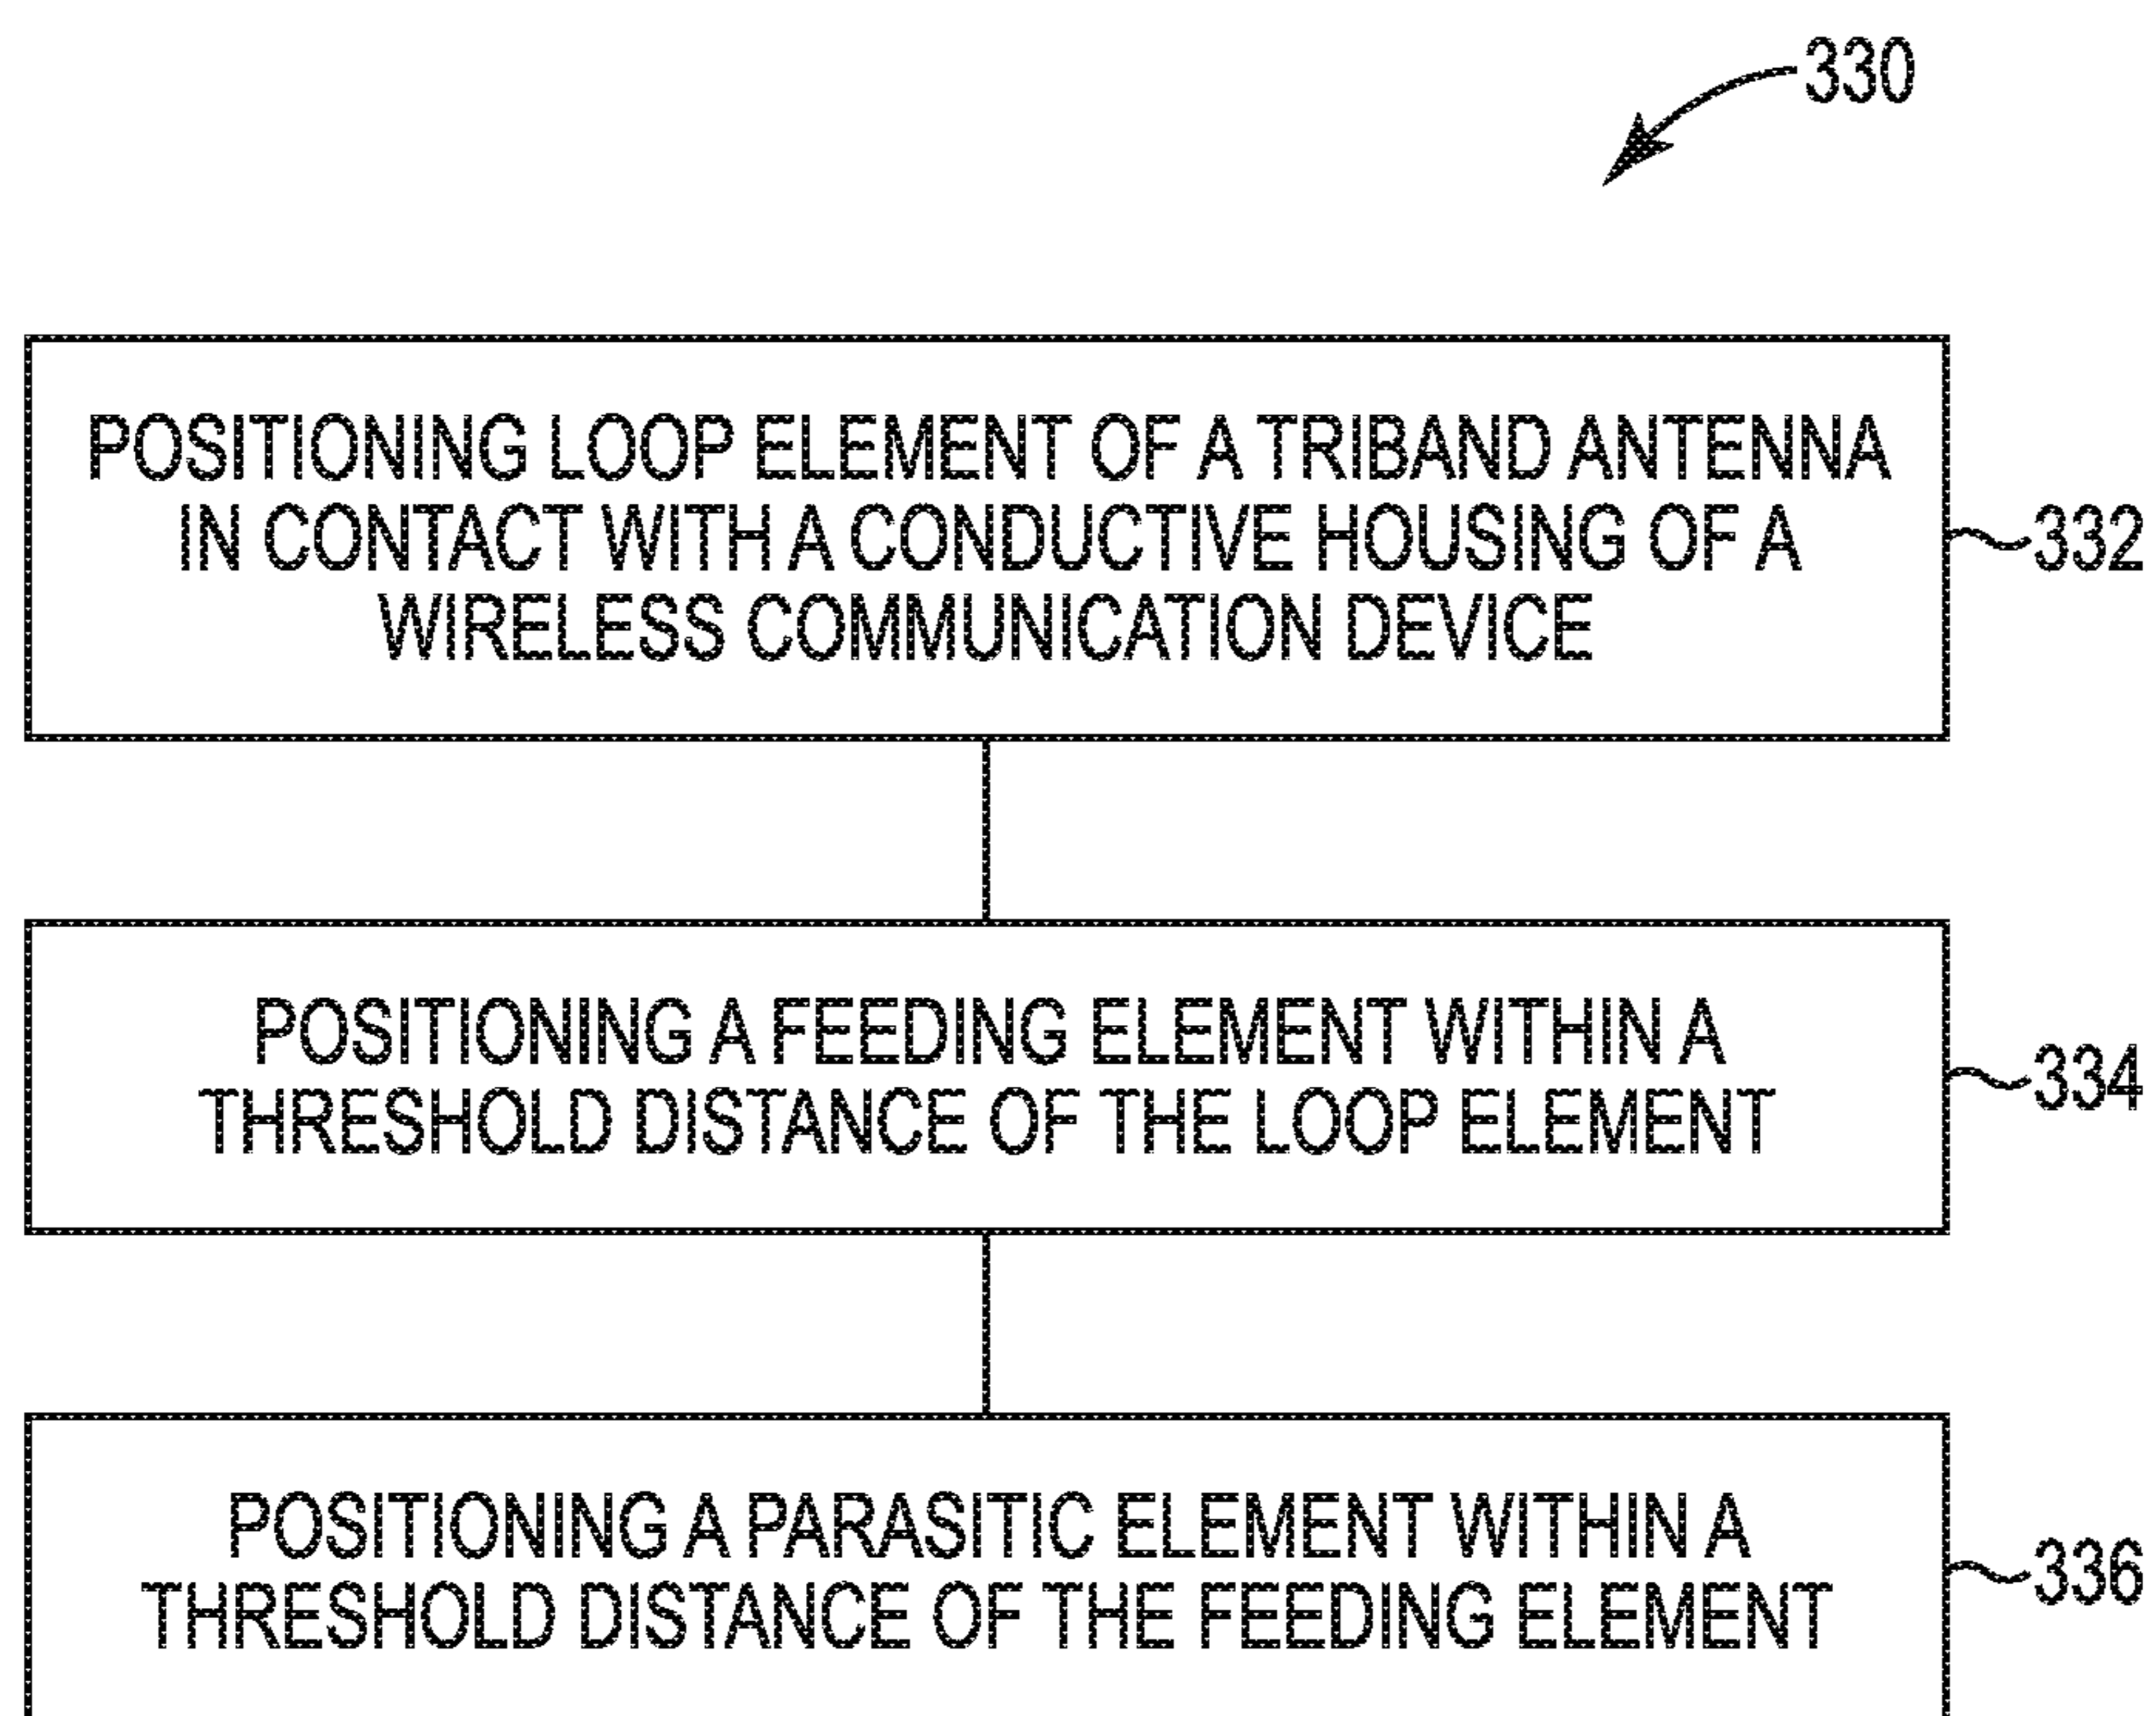 330
POSITIONING LOOP ELEMENT OF A TRIBAND ANTENNA
IN CONTACT WITH A CONDUCTIVE HOUSING OF A
WIRELESS COMMUNICATION DEVICE
332
POSITIONING A FEEDING ELEMENT WITHIN A
THRESHOLD DISTANCE OF THE LOOP ELEMENT
334
POSITIONING A PARASITIC ELEMENT WITHIN A
THRESHOLD DISTANCE OF THE FEEDING ELEMENT
336